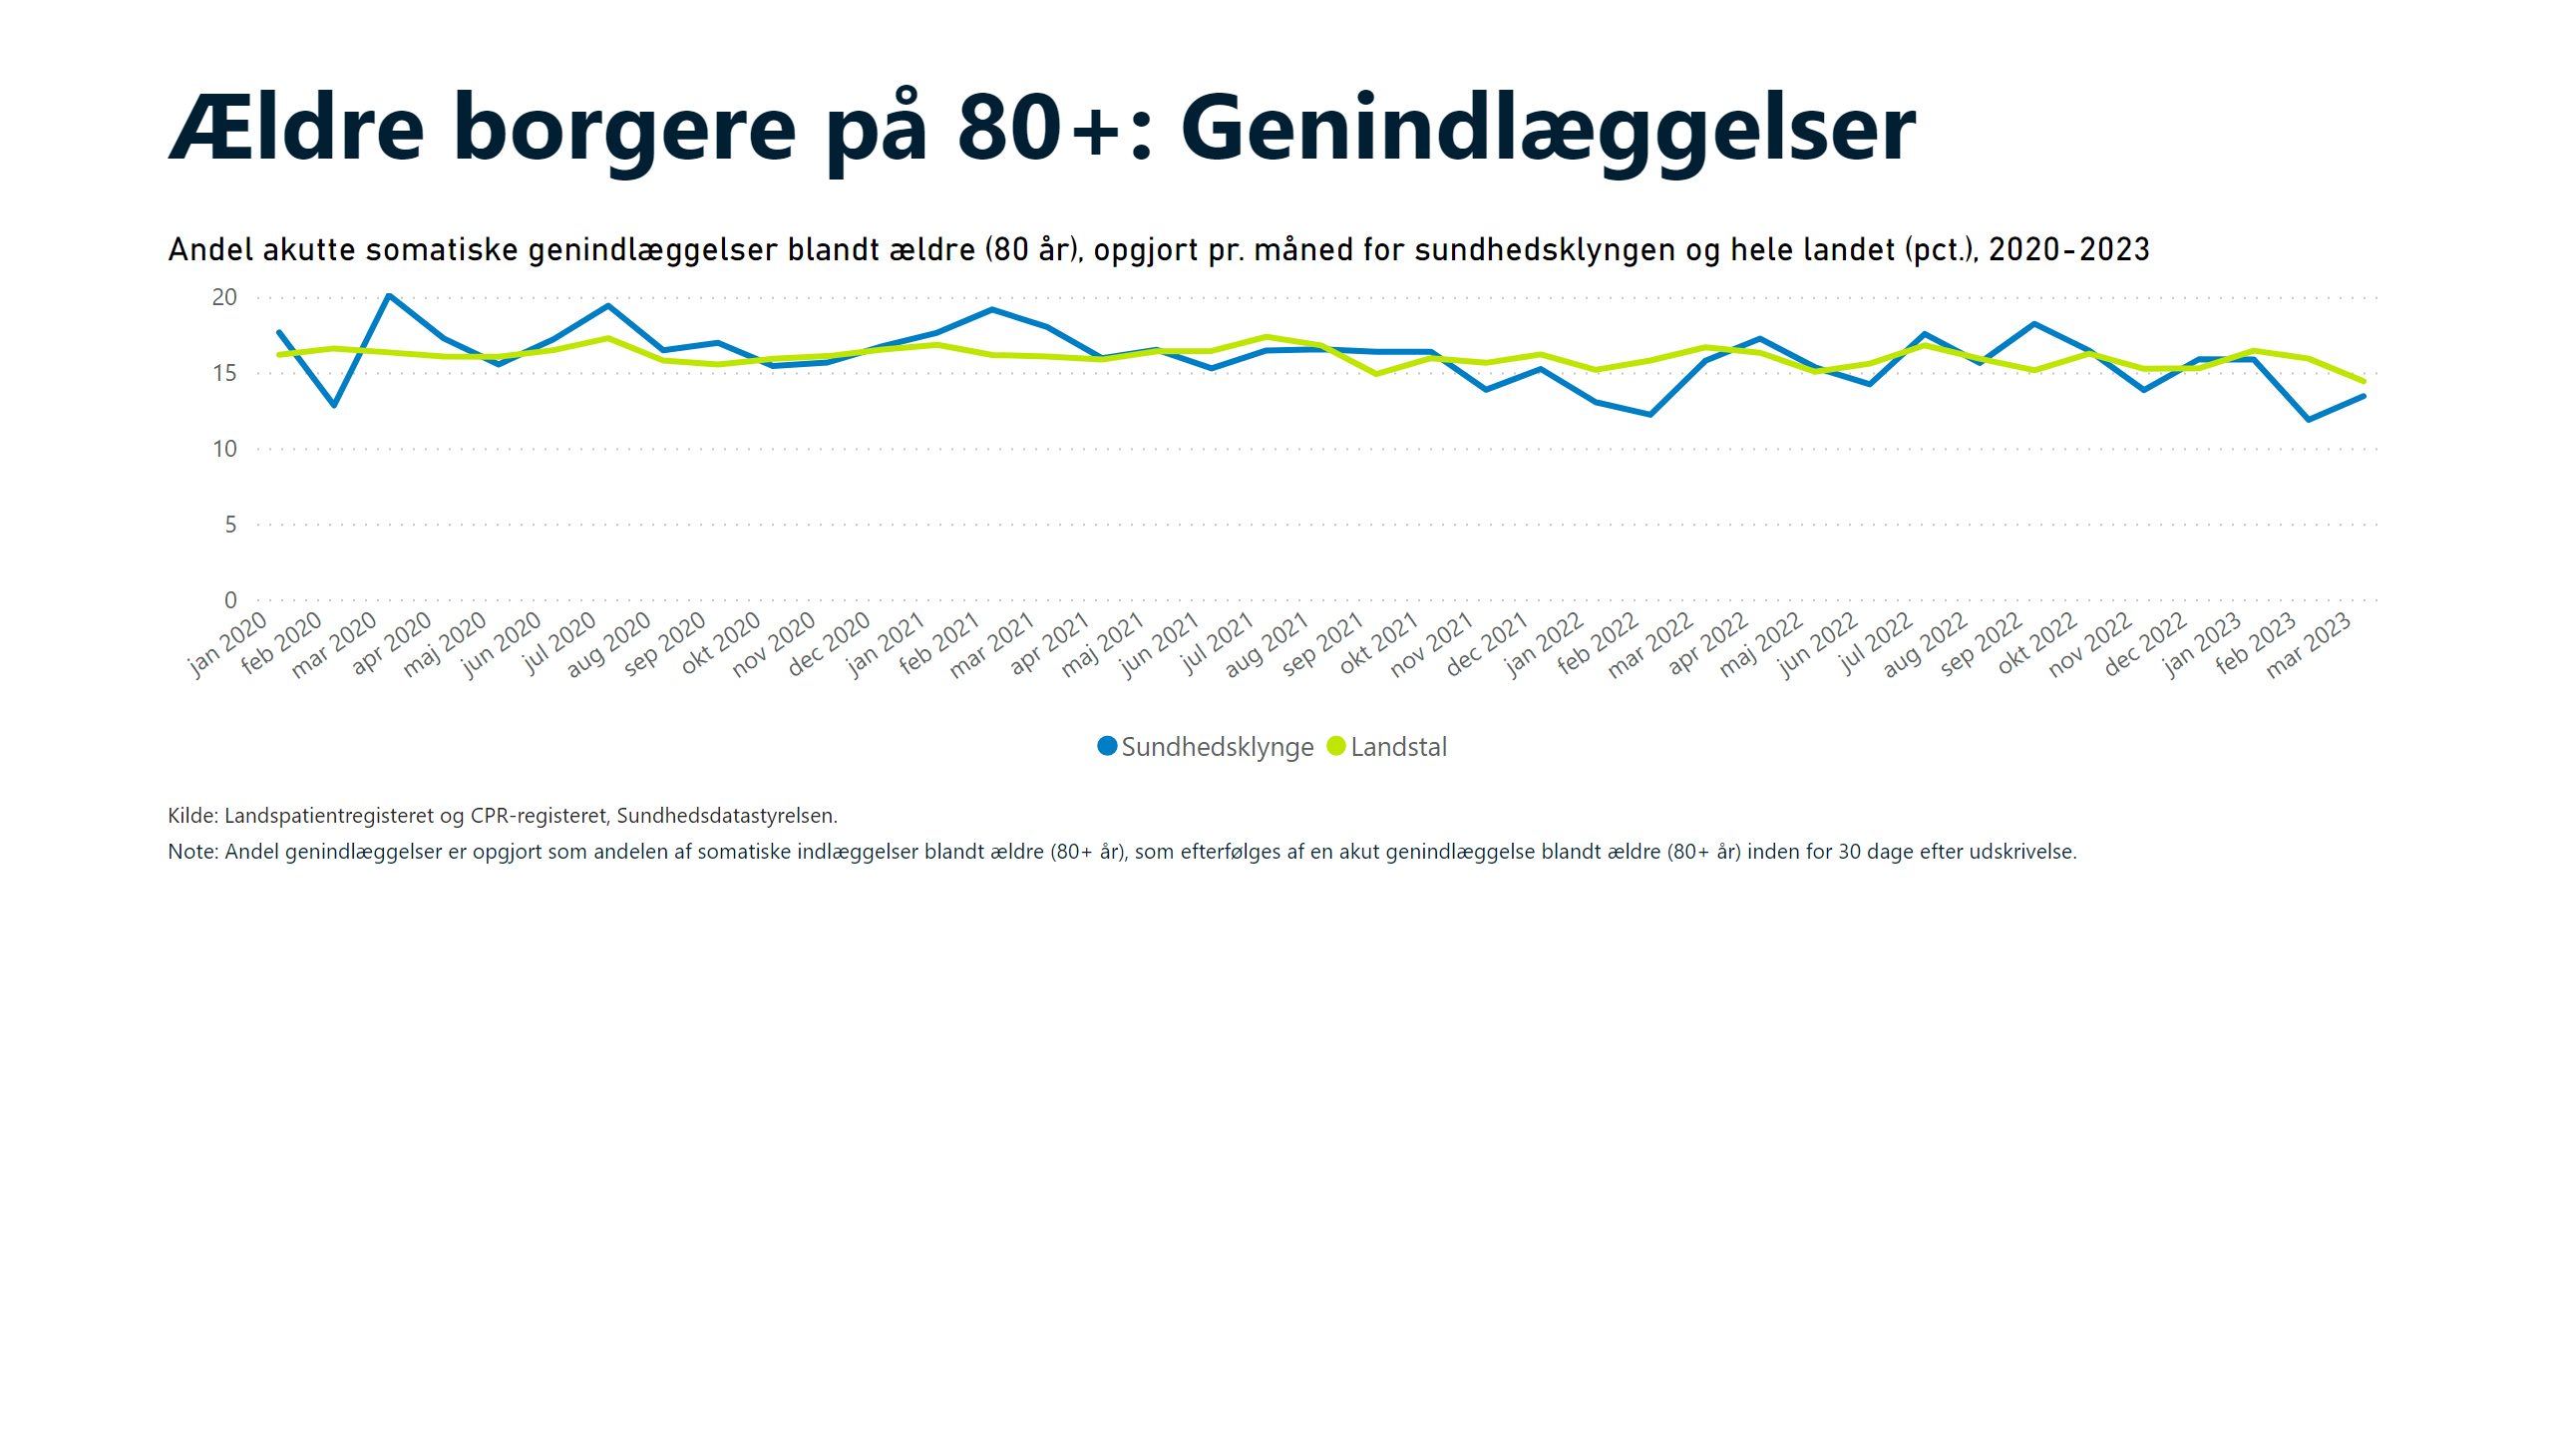 Ældre borgere på 80+: Genindlæggelser
Andel akutte somatiske genindlæggelser blandt ældre (80 år), opgjort pr. måned for sundhedsklyngen og hele landet (pct.), 2020-2023
20
15
10
5
0
jan 2020
feb 2020
mar 2020
apr 2020
maj 2020
jun 2020
jul 2020
aug 2020
sep 2020
okt 2020
nov 2020
dec 2020
jan 2021
feb 2021
mar 2021
apr 2021
maj 2021
jun 2021
jul 2021
aug 2021
sep 2021
okt 2021
nov 2021
dec 2021
jan 2022
feb 2022
mar 2022
apr 2022
maj 2022
jun 2022
jul 2022
aug 2022
sep 2022
okt 2022
nov 2022
dec 2022
jan 2023
feb 2023
mar 2023
Sundhedsklynge Landstal
Kilde: Landspatientregisteret og CPR-registeret, Sundhedsdatastyrelsen.
Note: Andel genindlæggelser er opgjort som andelen af somatiske indlæggelser blandt ældre (80+ år), som efterfølges af en akut genindlæggelse blandt ældre (80+ år) inden for 30 dage efter udskrivelse.